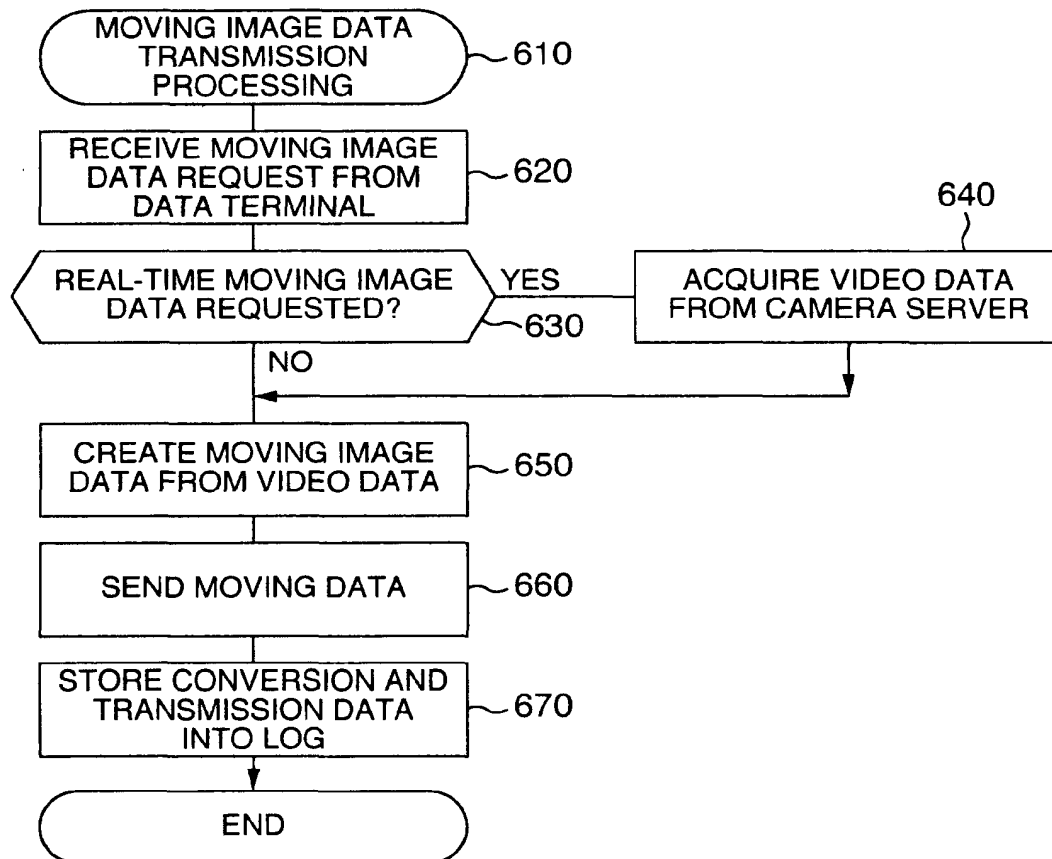 MOVING IMAGE DATA
TRANSMISSION
PROCESSING
610
RECEIVE MOVING IMAGE
DATA REQUEST FROM
DATA TERMINAL
620
REAL-TIME MOVING IMAGE
DATA REQUESTED?
630
YES
NO
640
ACQUIRE VIDEO DATA
FROM CAMERA SERVER
CREATE MOVING IMAGE
DATA FROM VIDEO DATA
650
SEND MOVING DATA
660
STORE CONVERSION AND
TRANSMISSION DATA
INTO LOG
670
END